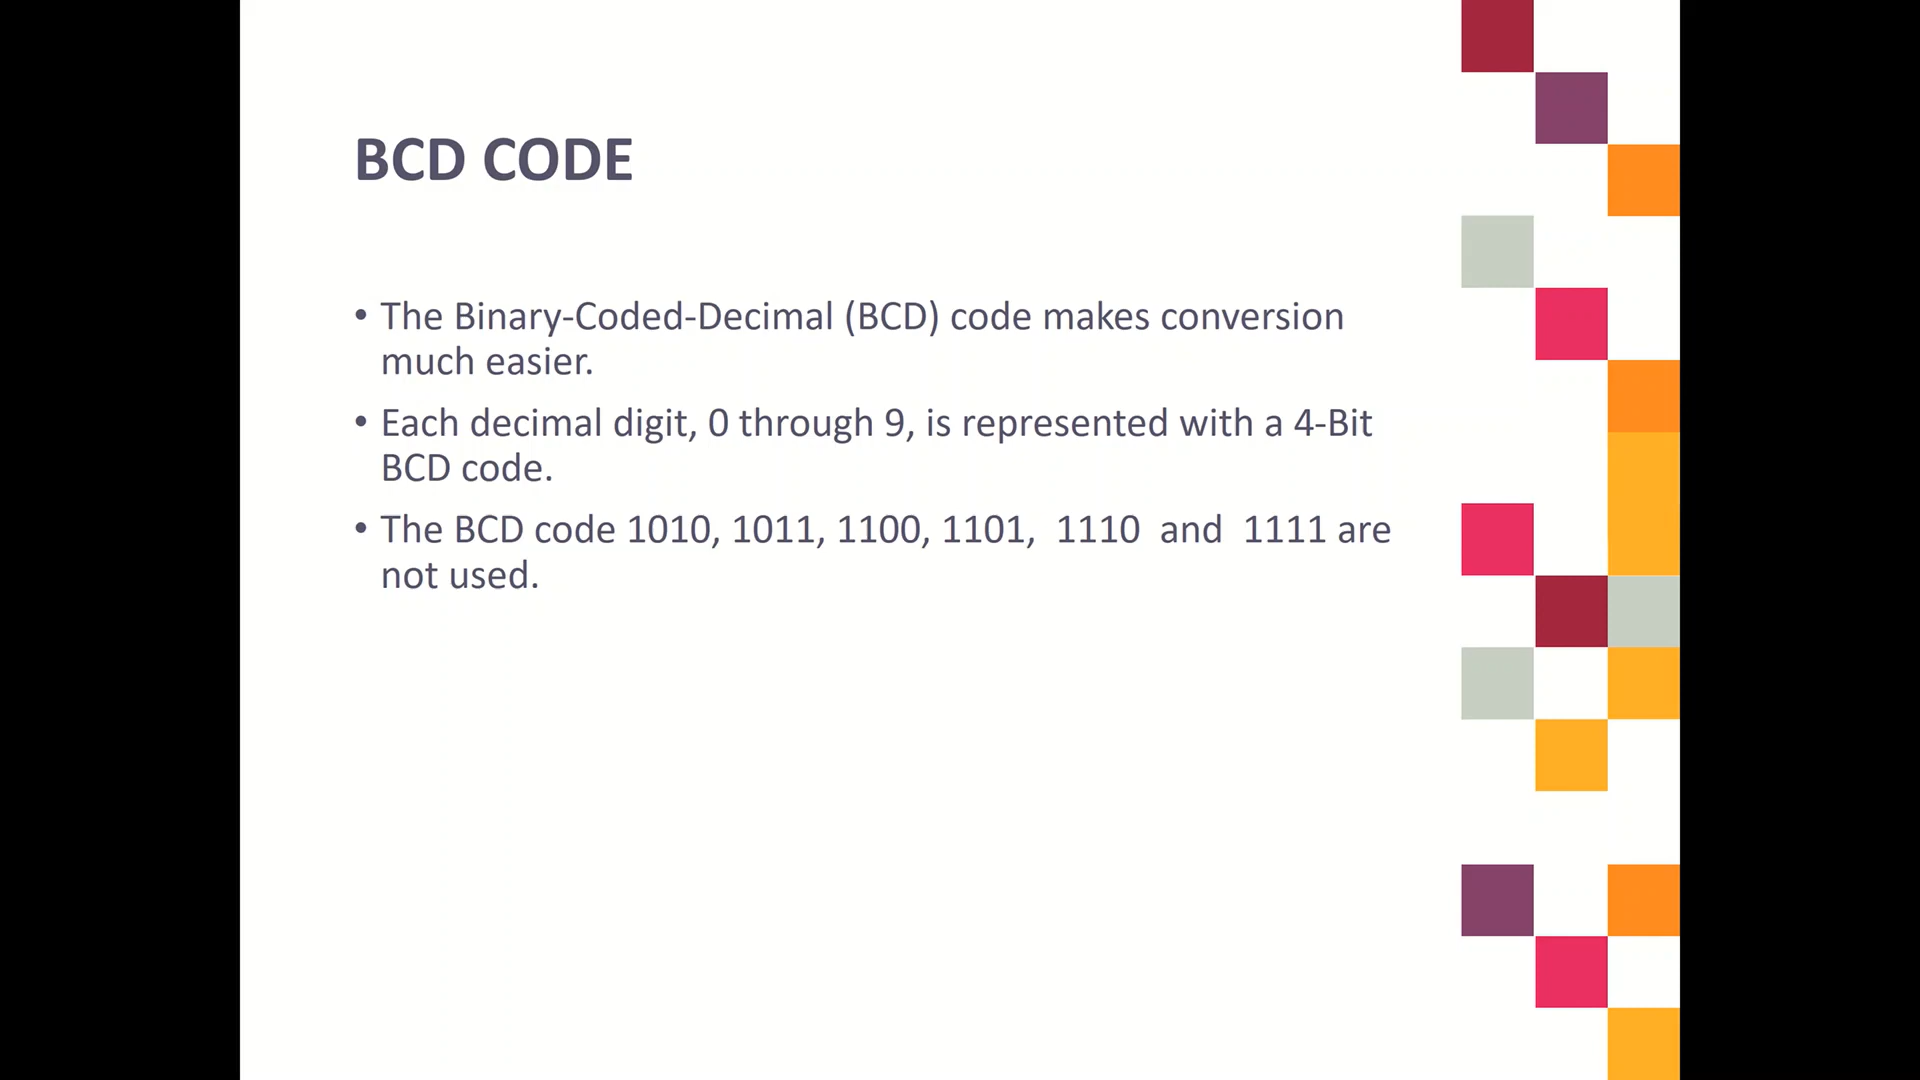 BCD CODE
• The Binary-Coded-Decimal (BCD) code makes conversion
much easier.
• Each decimal digit, 0 through 9, is represented with a 4-Bit
BCD code.
• The BCD code 1010, 1011, 1100, 1101,  1110  and  1111 are
not used.